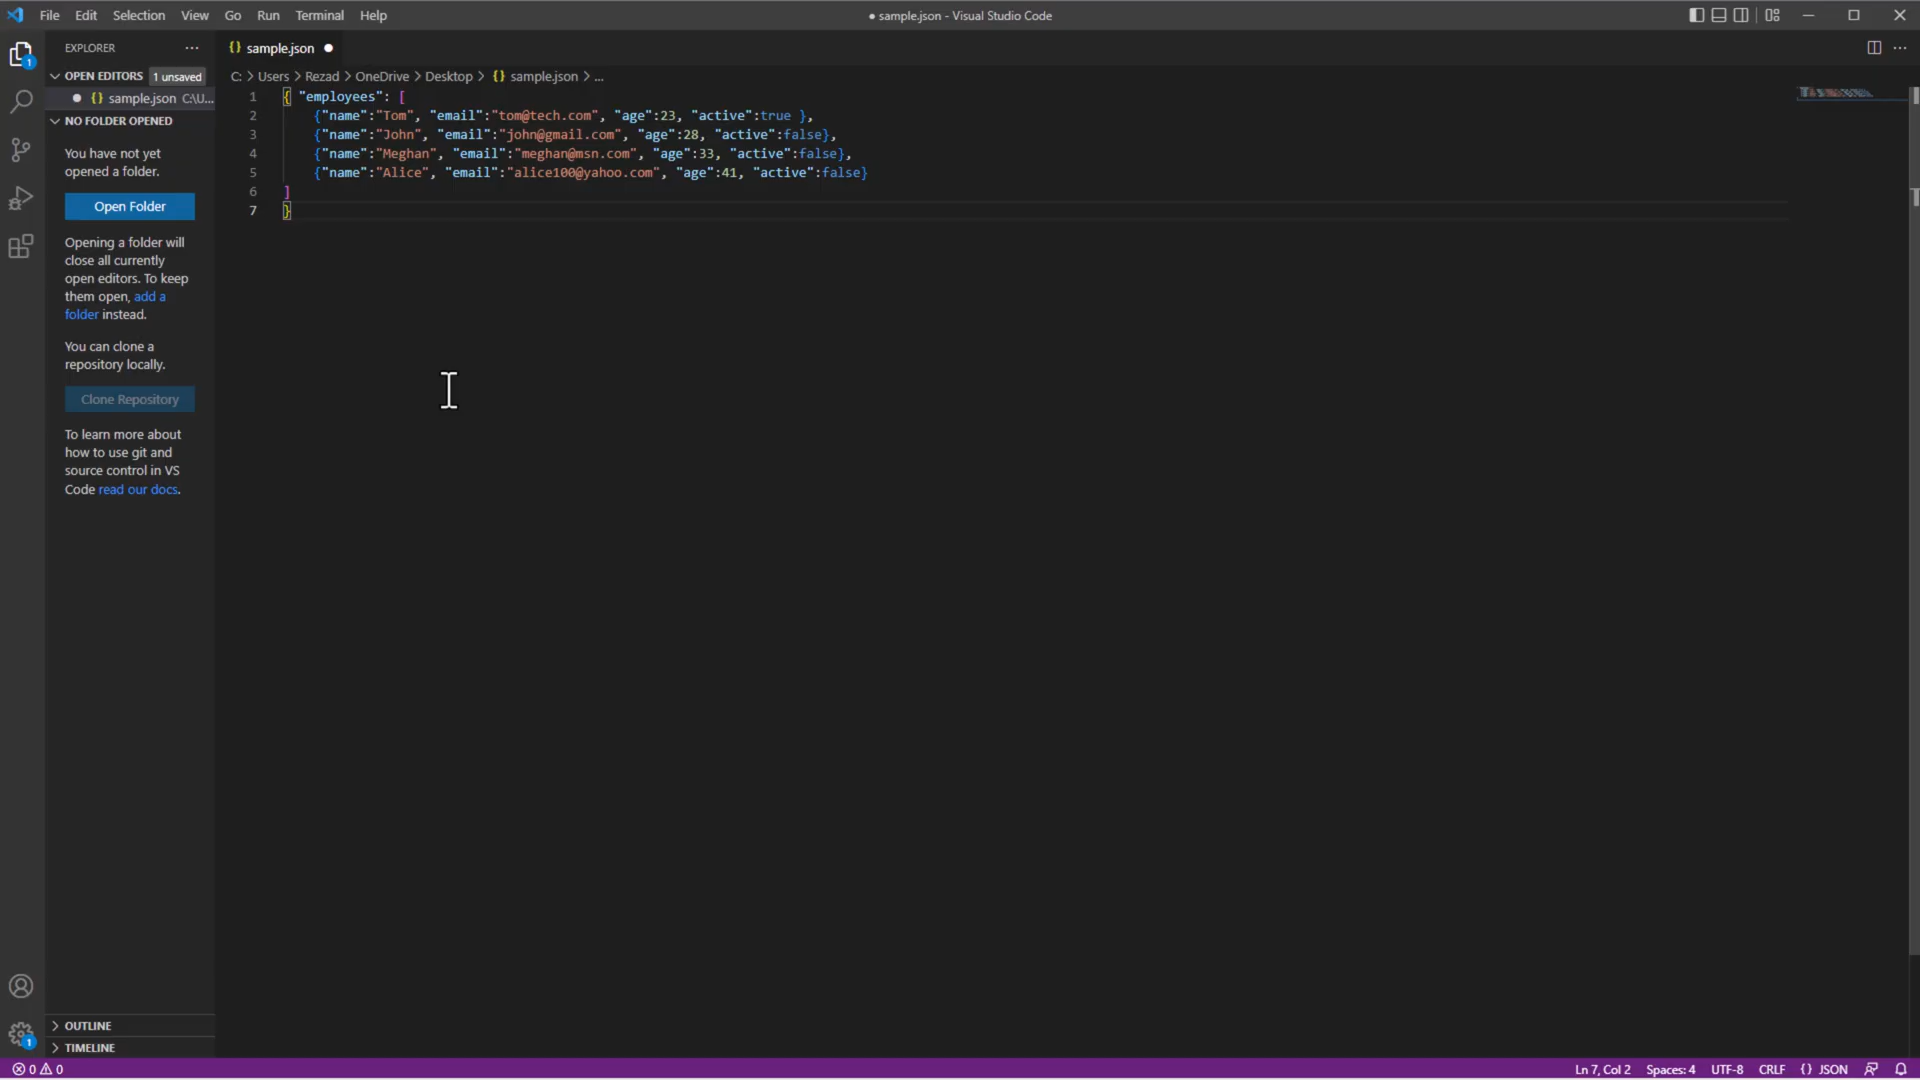 File Edit Selection View Go Run Terminal Help
● sample.json - Visual Studio Code
EXPLORER
OPEN EDITORS 1 unsaved
{} sample.json C:\U...
NO FOLDER OPENED
You have not yet
opened a folder.
Open Folder
Opening a folder will
close all currently
open editors. To keep
them open, add a
folder instead.
You can clone a
repository locally.
Clone Repository
To learn more about
how to use git and
source control in VS
Code read our docs.
OUTLINE
TIMELINE
{} sample.json
C: > Users > Rezad > OneDrive > Desktop > {} sample.json > ...
1 { "employees": [
2 {"name":"Tom", "email":"tom@tech.com", "age":23, "active":true },
3 {"name":"John", "email":"john@gmail.com", "age":28, "active":false},
4 {"name":"Meghan", "email":"meghan@msn.com", "age":33, "active":false},
5 {"name":"Alice", "email":"alice100@yahoo.com", "age":41, "active":false}
6 ]
7 }
1
1
0 0
Ln 7, Col 2 Spaces: 4 UTF-8 CRLF {} JSON